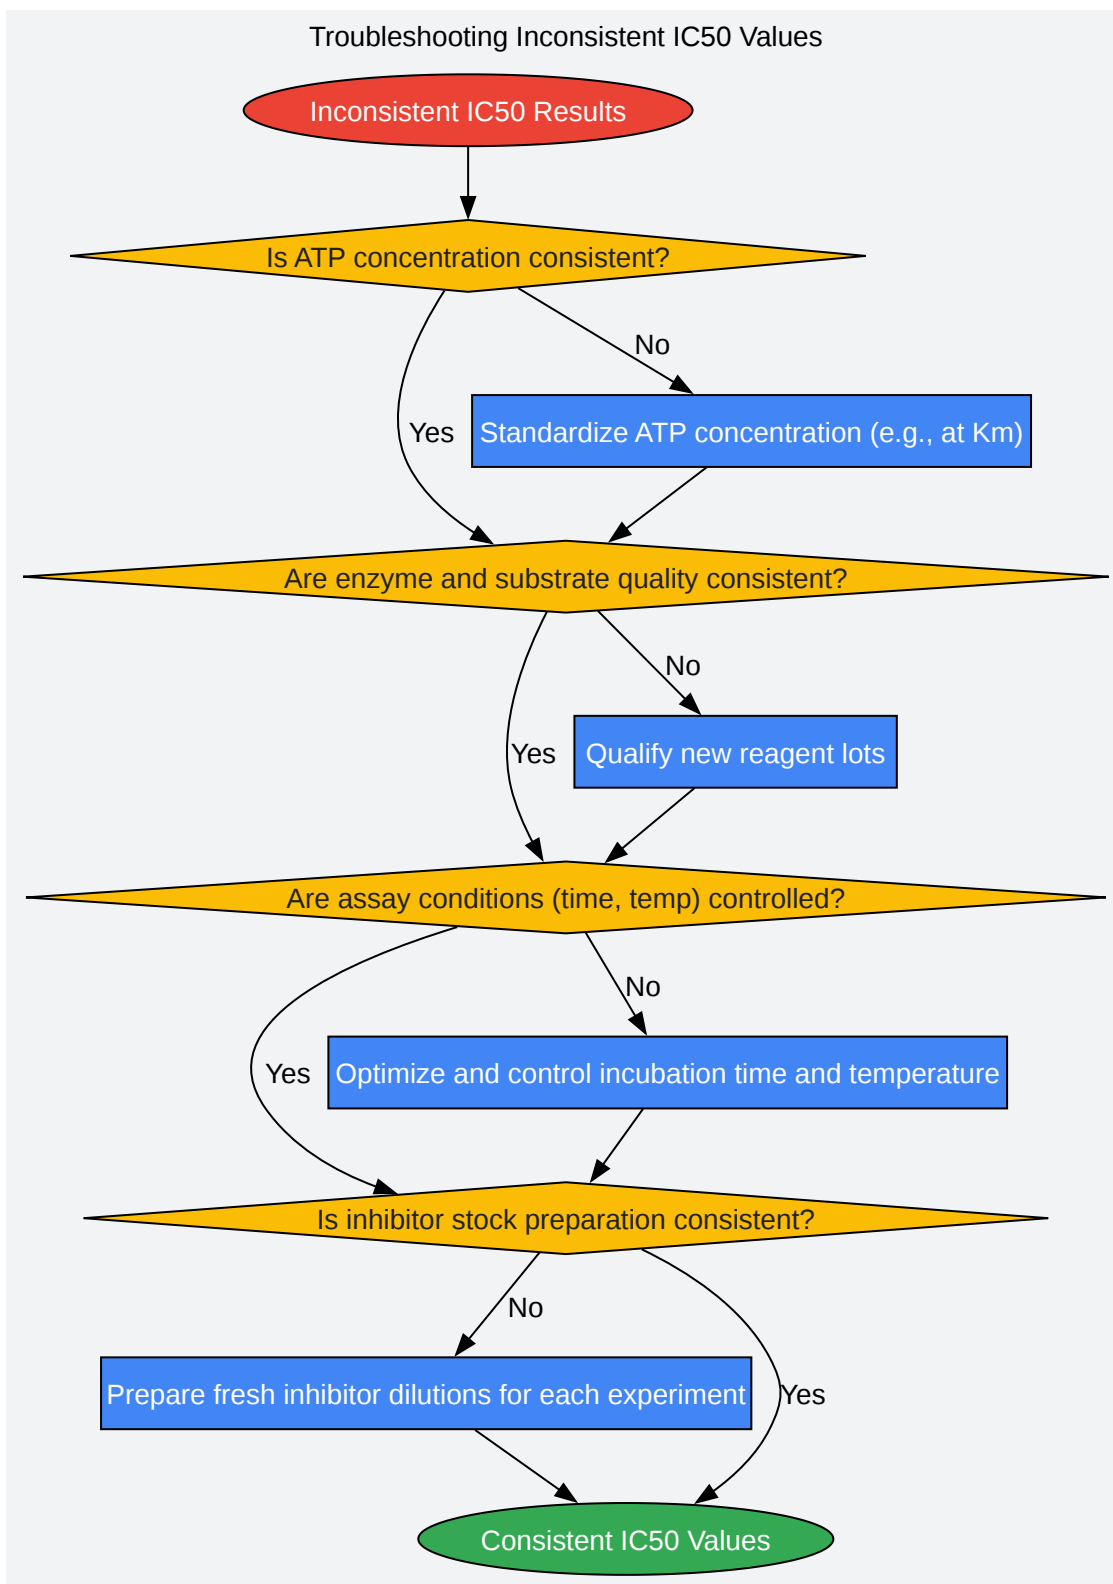 Troubleshooting Inconsistent IC50 Values
Inconsistent IC50 Results
Is ATP concentration consistent?
No
Yes
Standardize ATP concentration (e.g., at Km)
Are enzyme and substrate quality consistent?
No
Yes
Qualify new reagent lots
Are assay conditions (time, temp) controlled?
No
Yes
Optimize and control incubation time and temperature
Is inhibitor stock preparation consistent?
No
Prepare fresh inhibitor dilutions for each experiment
Yes
Consistent IC50 Values